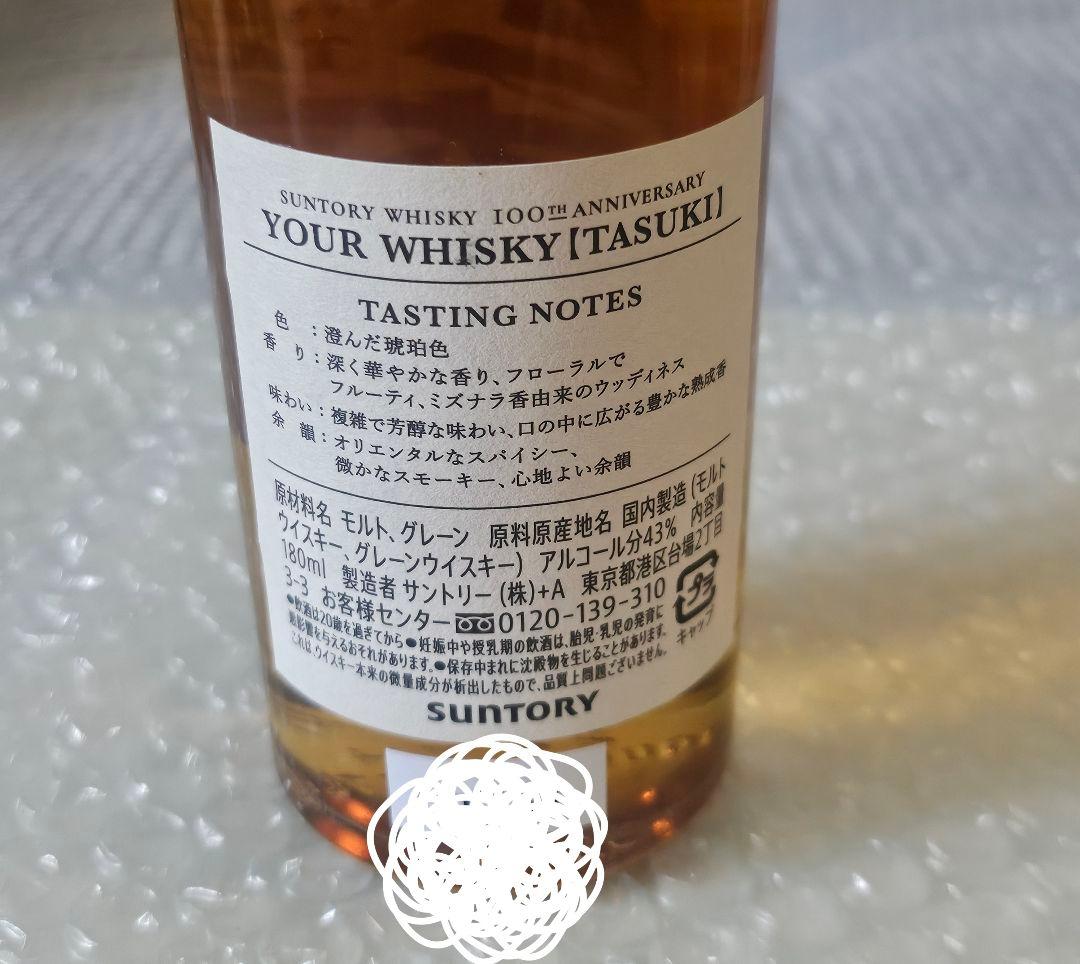 SUNTORY WHISKY 100TH ANNIVERSARY
YOUR WHISKY【TASUKI】
TASTING NOTES
色 : 澄んだ琥珀色
香り : 深く華やかな香り、フローラルで
フルーティ、ミズナラ香由来のウッディネス
味わい : 複雑で芳醇な味わい、口の中に広がる豊かな熟成香
余韻 : オリエンタルなスパイシー、
微かなスモーキー、心地よい余韻
原材料名 モルト、グレーン 原料原産地名 国内製造 (モルト
ウイスキー、グレーンウイスキー) アルコール分43% 内容量
180ml 製造者 サントリー (株)+A 東京都港区台場2丁目
3-3 お客様センター 0120-139-310
●飲酒は20歳を過ぎてから●妊娠中や授乳期の飲酒は、胎児・乳児の発育に
悪影響を与えるおそれがあります。●保存中まれに沈殿物を生じることがあります。
これは、ウイスキー本来の微量成分が析出したもので、品質上問題ございません。
プラ
キャップ
SUNTORY